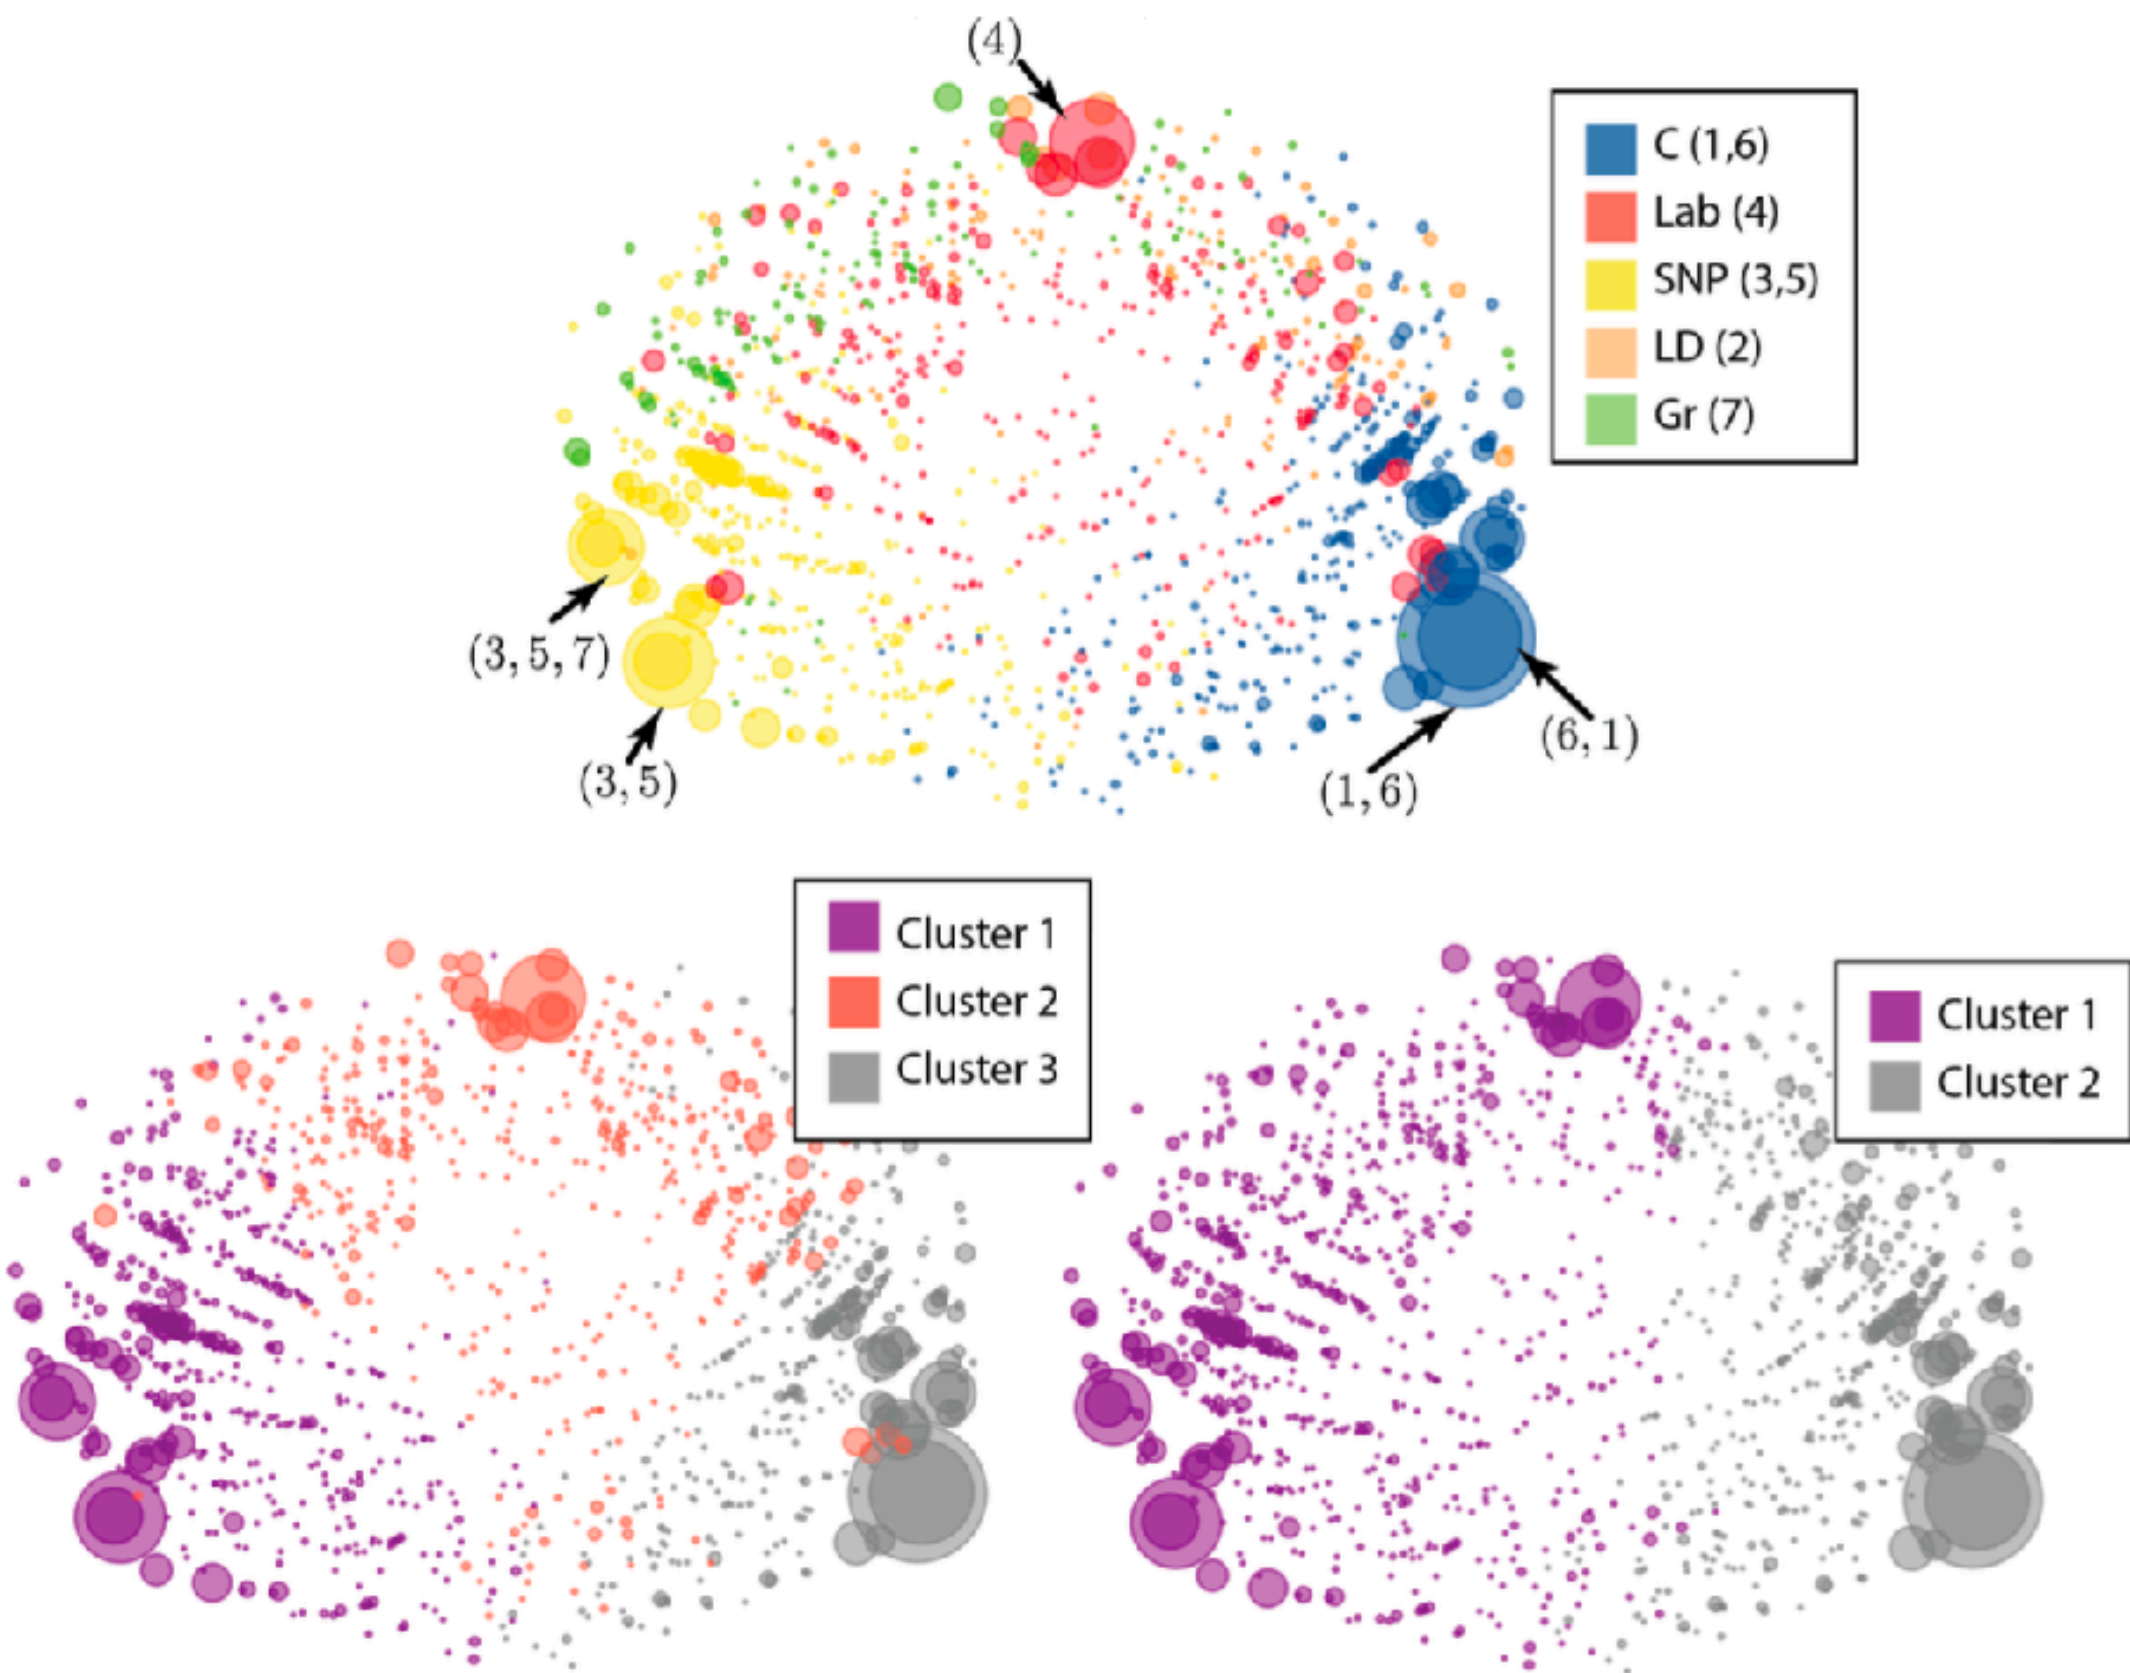 (4)
C (1,6)
Lab (4)
SNP (3,5)
LD (2)
Gr (7)
(3, 5, 7)
(3, 5)
(6, 1)
(1, 6)
Cluster 1
Cluster 2
Cluster 3
Cluster 1
Cluster 2